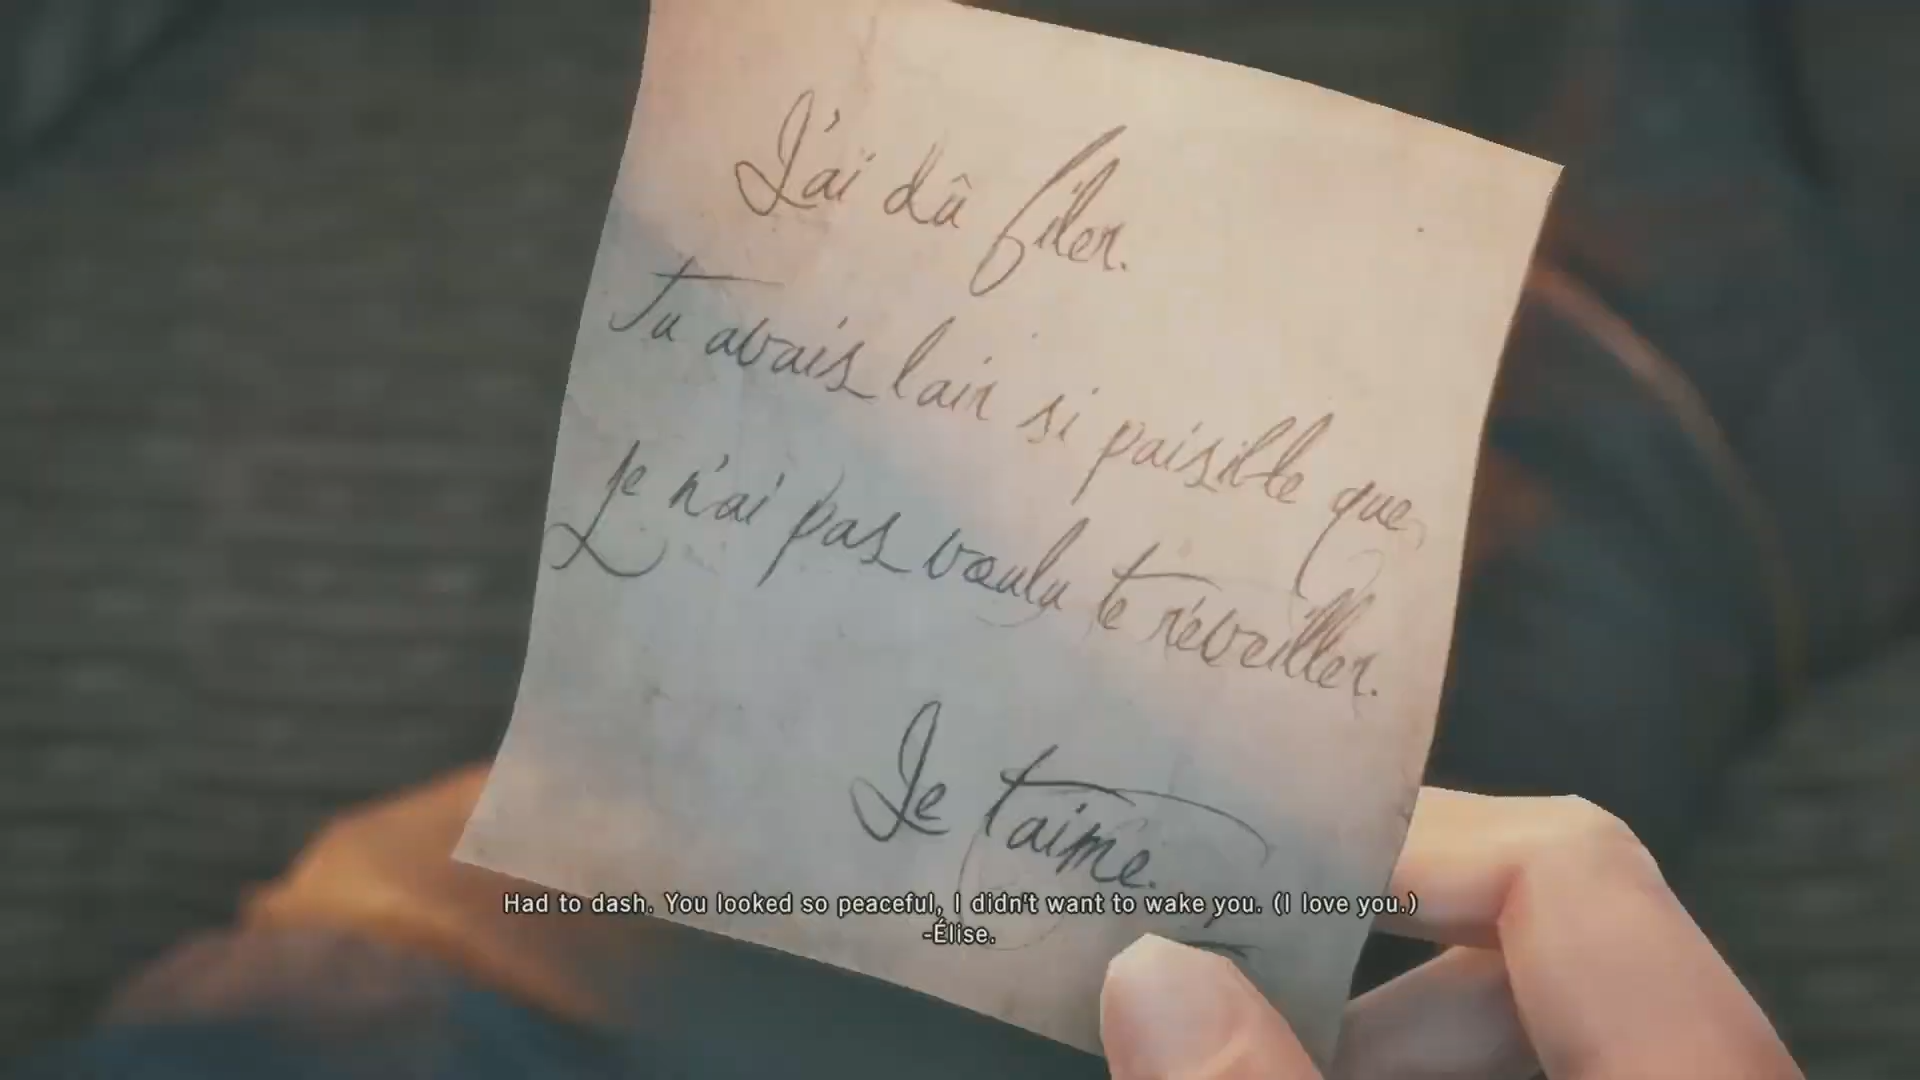 J'ai dû filer.
Tu avais l'air si paisible que
je n'ai pas voulu te réveiller.
Je t'aime.
Had to dash. You looked so peaceful, I didn't want to wake you. (I love you.)
-Élise.